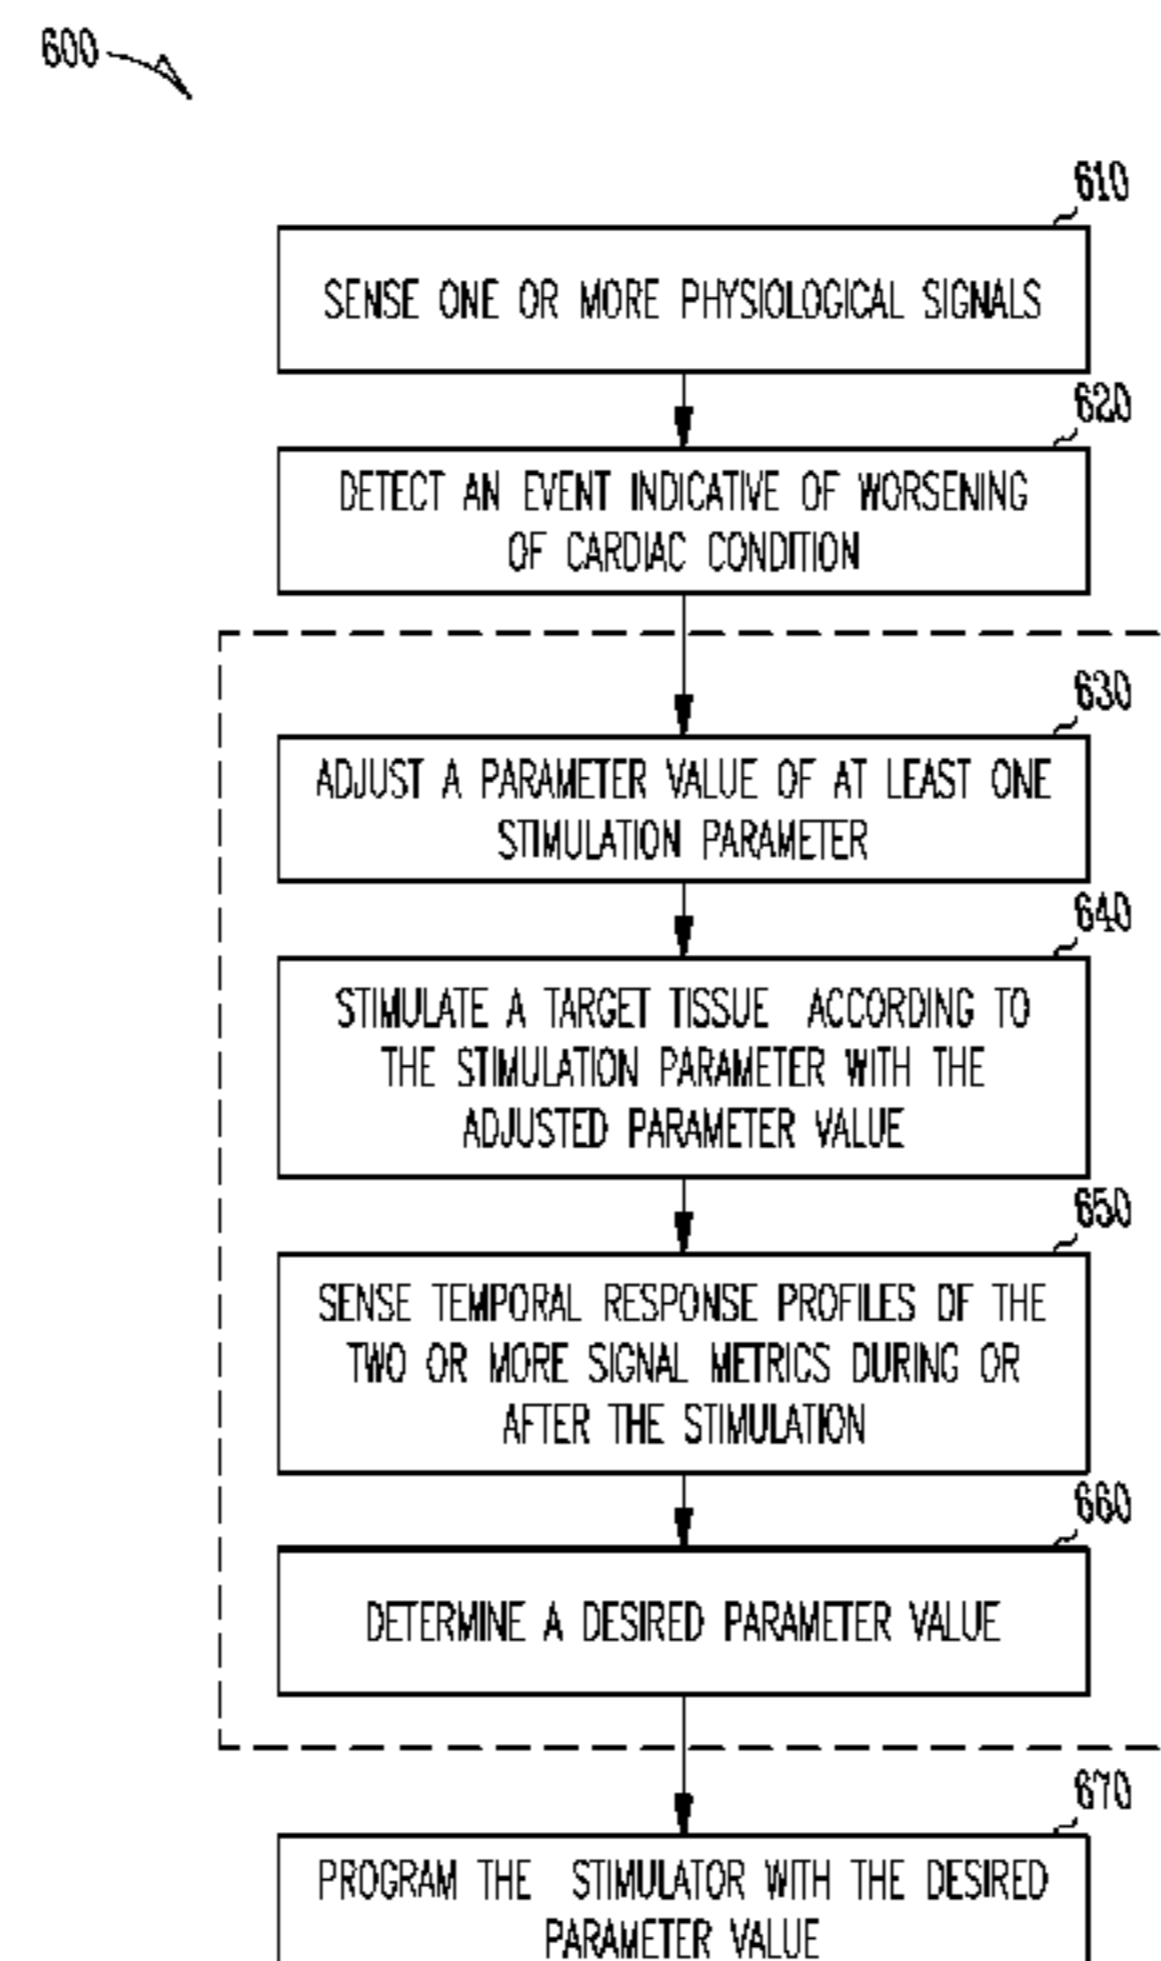 600
610
SENSE ONE OR MORE PHYSIOLOGICAL SIGNALS
620
DETECT AN EVENT INDICATIVE OF WORSENING
OF CARDIAC CONDITION
630
ADJUST A PARAMETER VALUE OF AT LEAST ONE
STIMULATION PARAMETER
640
STIMULATE A TARGET TISSUE ACCORDING TO
THE STIMULATION PARAMETER WITH THE
ADJUSTED PARAMETER VALUE
650
SENSE TEMPORAL RESPONSE PROFILES OF THE
TWO OR MORE SIGNAL METRICS DURING OR
AFTER THE STIMULATION
660
DETERMINE A DESIRED PARAMETER VALUE
670
PROGRAM THE STIMULATOR WITH THE DESIRED
PARAMETER VALUE